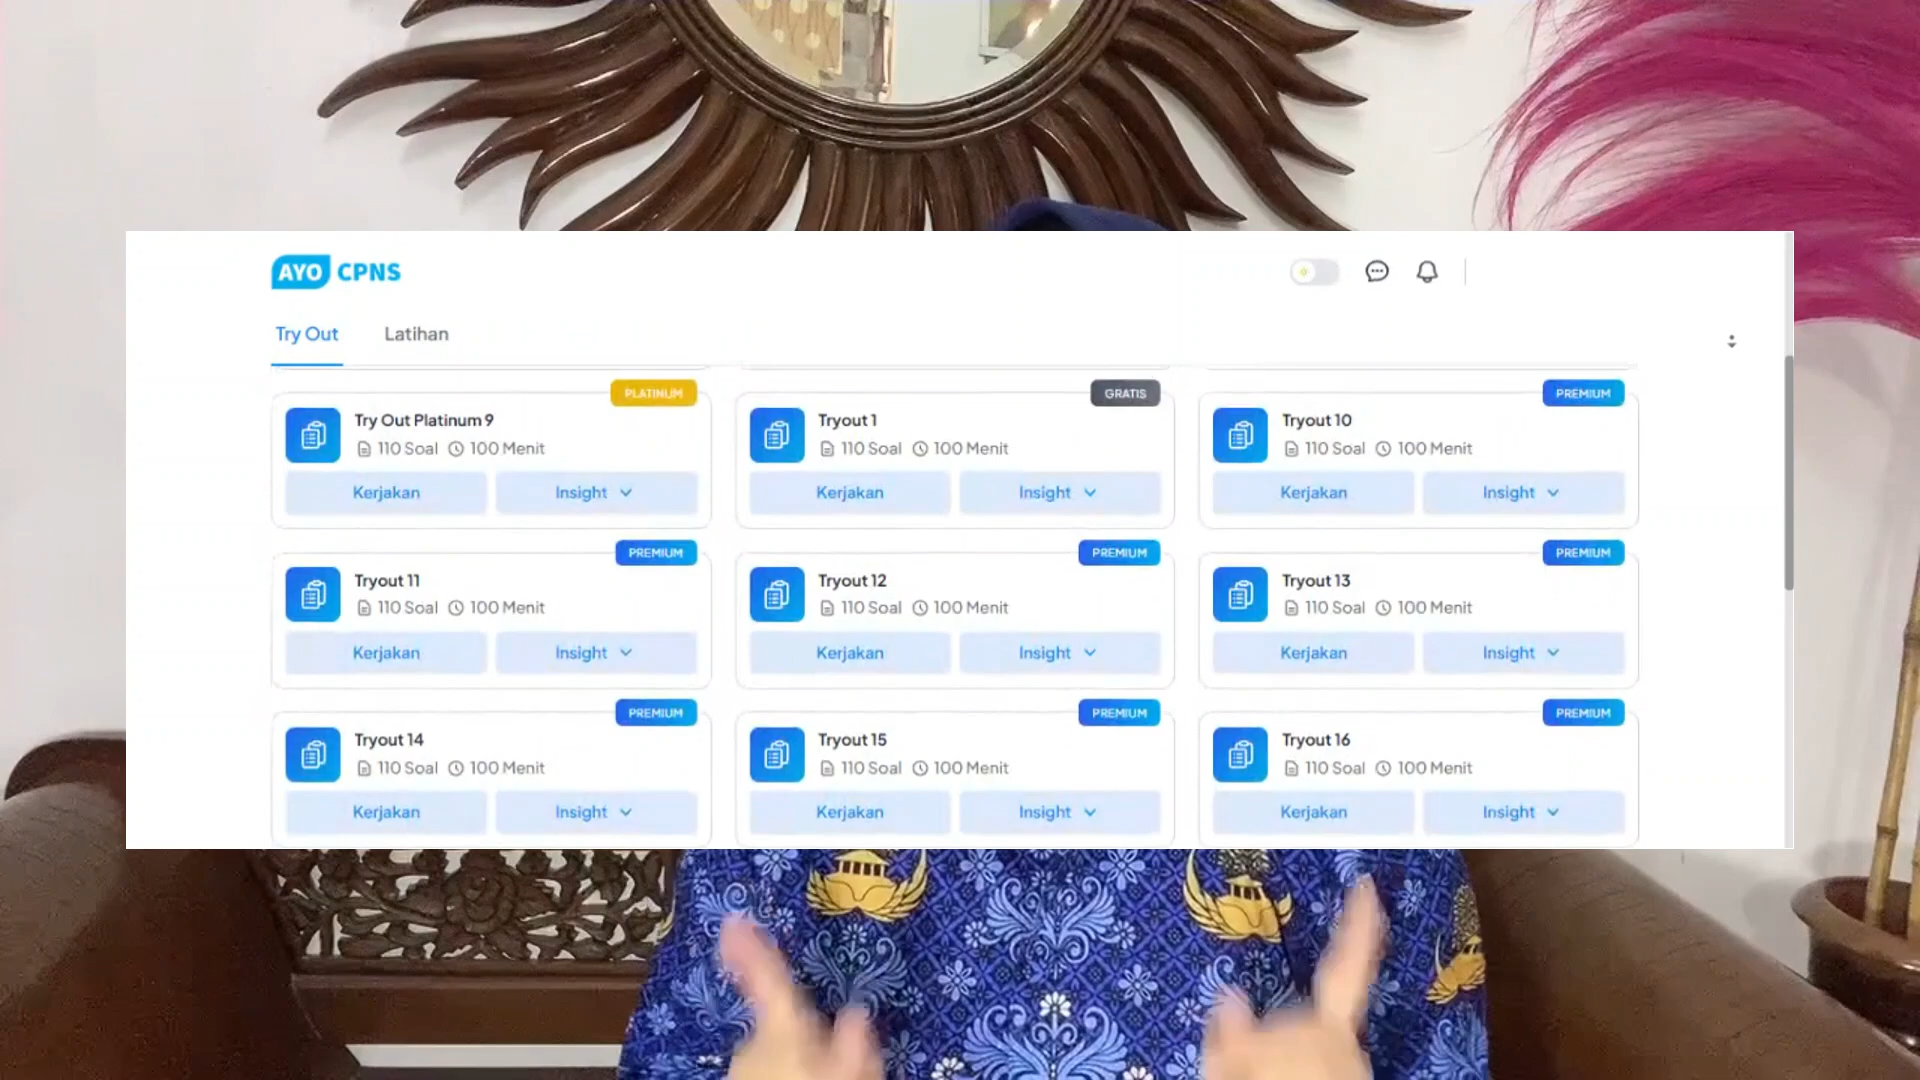 AYO CPNS
Try Out Latihan
PLATINUM
Try Out Platinum 9
110 Soal 100 Menit
Kerjakan Insight
GRATIS
Tryout 1
110 Soal 100 Menit
Kerjakan Insight
PREMIUM
Tryout 10
110 Soal 100 Menit
Kerjakan Insight
PREMIUM
Tryout 11
110 Soal 100 Menit
Kerjakan Insight
PREMIUM
Tryout 12
110 Soal 100 Menit
Kerjakan Insight
PREMIUM
Tryout 13
110 Soal 100 Menit
Kerjakan Insight
PREMIUM
Tryout 14
110 Soal 100 Menit
Kerjakan Insight
PREMIUM
Tryout 15
110 Soal 100 Menit
Kerjakan Insight
PREMIUM
Tryout 16
110 Soal 100 Menit
Kerjakan Insight